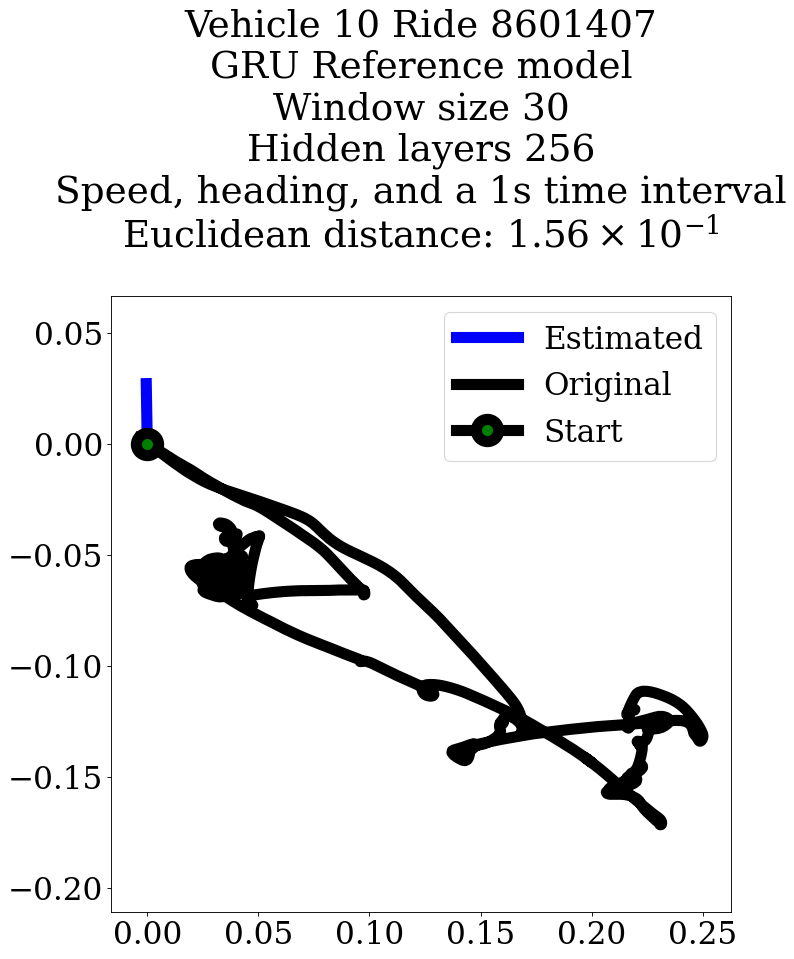 Vehicle 10 Ride 8601407
GRU Reference model
Window size 30
Hidden layers 256
Speed, heading, and a 1s time interval
Euclidean distance: 1.56 × 10⁻¹
Estimated
Original
Start
0.05
0.00
−0.05
−0.10
−0.15
−0.20
0.00 0.05 0.10 0.15 0.20 0.25